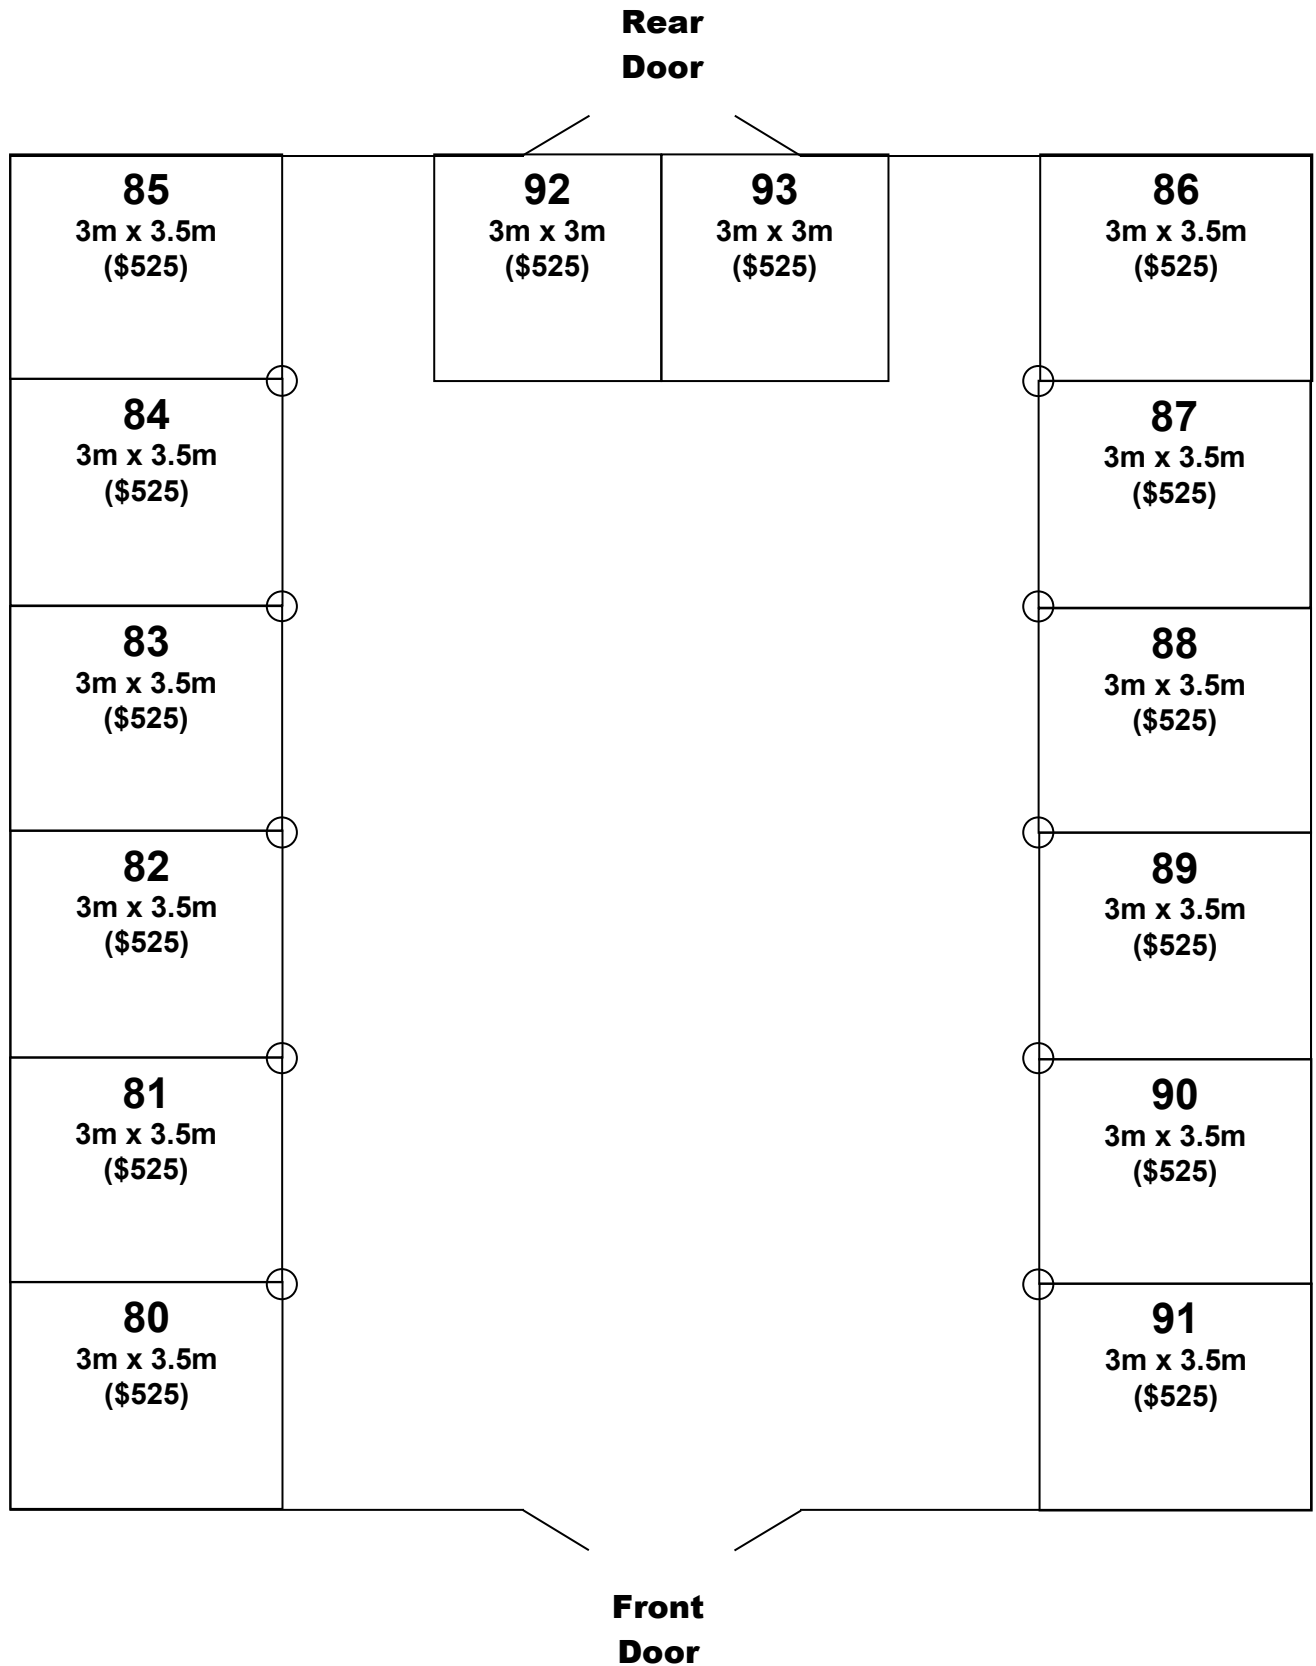 Rear
Door
85
3m x 3.5m
($525)
92
3m x 3m
($525)
93
3m x 3m
($525)
86
3m x 3.5m
($525)
84
3m x 3.5m
($525)
87
3m x 3.5m
($525)
83
3m x 3.5m
($525)
88
3m x 3.5m
($525)
82
3m x 3.5m
($525)
89
3m x 3.5m
($525)
81
3m x 3.5m
($525)
90
3m x 3.5m
($525)
80
3m x 3.5m
($525)
91
3m x 3.5m
($525)
Front
Door